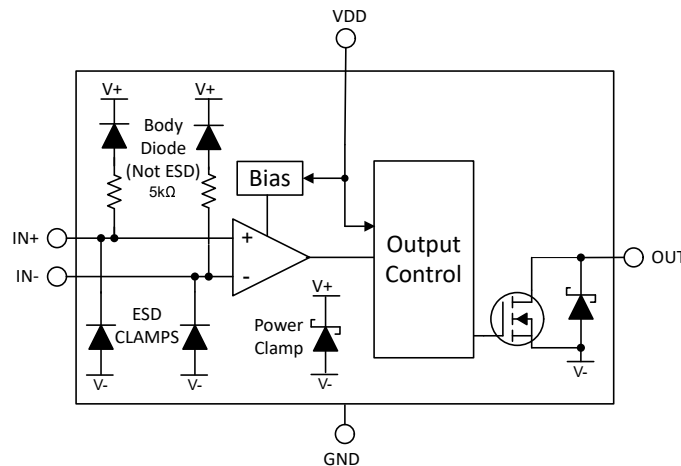 VDD
V+
V+
Body
Diode
(Not ESD)
5kΩ
Bias
IN+
+
Output
Control
OUT
IN-
-
V+
ESD
CLAMPS
Power
Clamp
V-
V-
V-
V-
GND